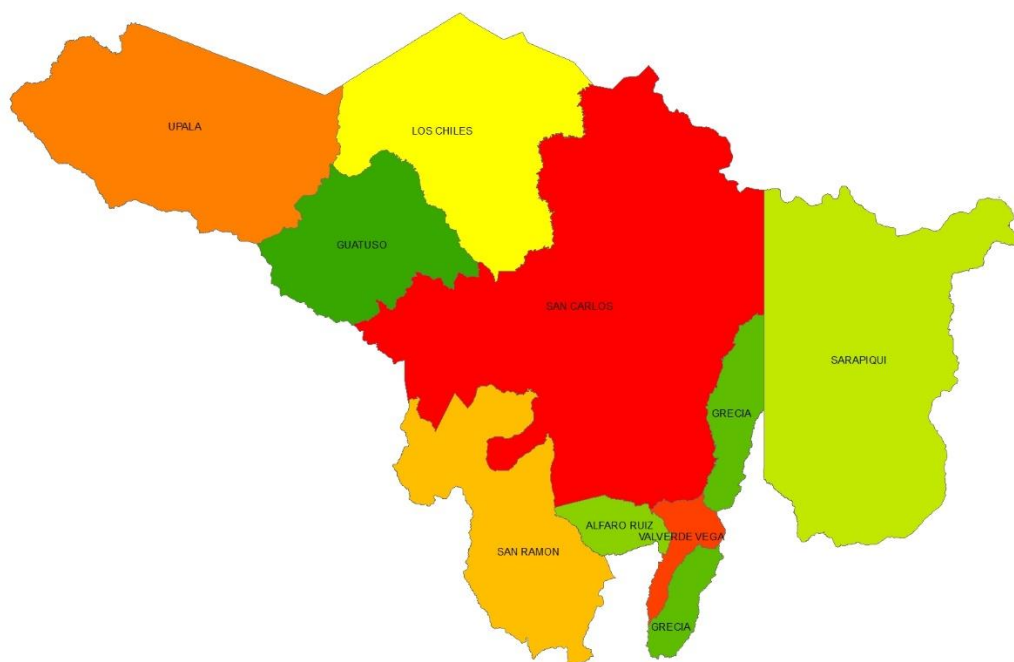 UPALA
LOS CHILES
GUATUSO
SAN CARLOS
SARAPIQUI
GRECIA
ALFARO RUIZ
VALVERDE VEGA
SAN RAMON
GRECIA